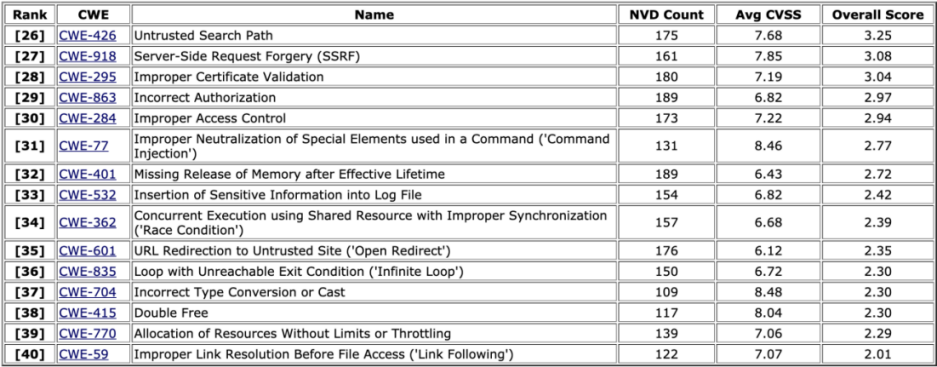 Rank CWE Name NVD Count Avg CVSS Overall Score
[26] CWE-426 Untrusted Search Path 175 7.68 3.25
[27] CWE-918 Server-Side Request Forgery (SSRF) 161 7.85 3.08
[28] CWE-295 Improper Certificate Validation 180 7.19 3.04
[29] CWE-863 Incorrect Authorization 189 6.82 2.97
[30] CWE-284 Improper Access Control 173 7.22 2.94
[31] CWE-77 Improper Neutralization of Special Elements used in a Command ('Command 131 8.46 2.77
Injection')
[32] CWE-401 Missing Release of Memory after Effective Lifetime 189 6.43 2.72
[33] CWE-532 Insertion of Sensitive Information into Log File 154 6.82 2.42
[34] CWE-362 Concurrent Execution using Shared Resource with Improper Synchronization 157 6.68 2.39
('Race Condition')
[35] CWE-601 URL Redirection to Untrusted Site ('Open Redirect') 176 6.12 2.35
[36] CWE-835 Loop with Unreachable Exit Condition ('Infinite Loop') 150 6.72 2.30
[37] CWE-704 Incorrect Type Conversion or Cast 109 8.48 2.30
[38] CWE-415 Double Free 117 8.04 2.30
[39] CWE-770 Allocation of Resources Without Limits or Throttling 139 7.06 2.29
[40] CWE-59 Improper Link Resolution Before File Access ('Link Following') 122 7.07 2.01